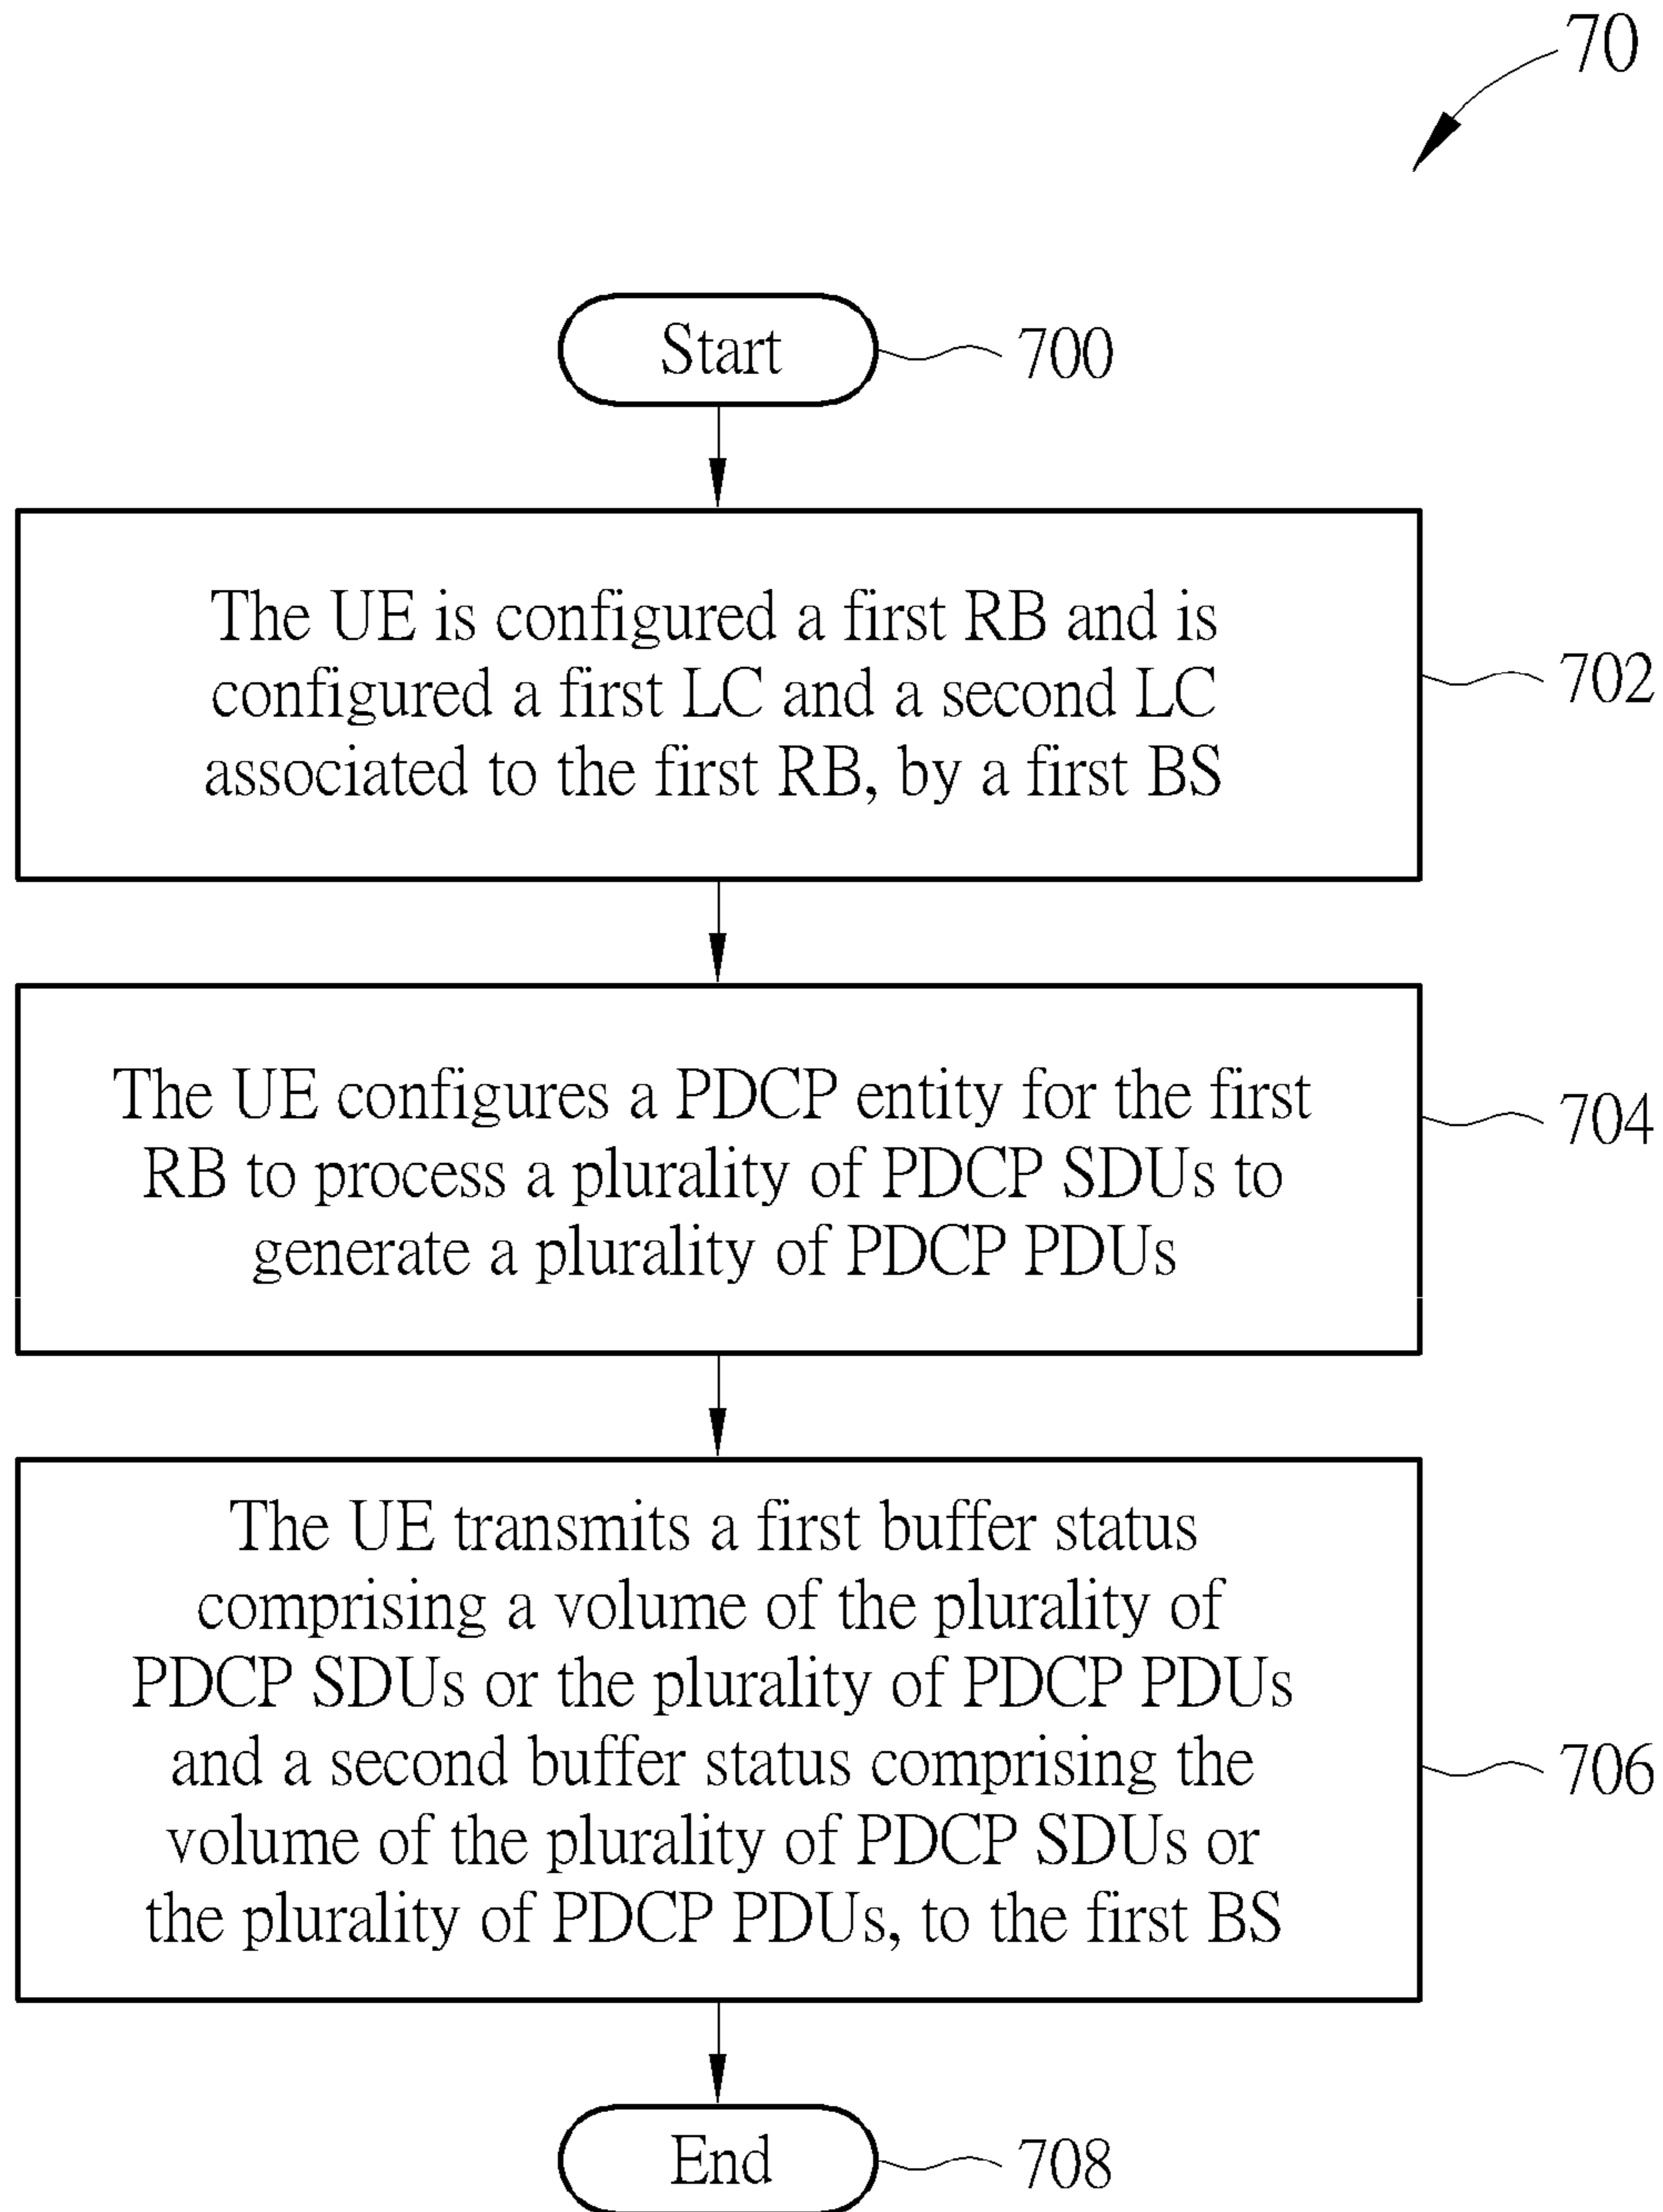 70
Start
700
The UE is configured a first RB and is
configured a first LC and a second LC
associated to the first RB, by a first BS
702
The UE configures a PDCP entity for the first
RB to process a plurality of PDCP SDUs to
generate a plurality of PDCP PDUs
704
The UE transmits a first buffer status
comprising a volume of the plurality of
PDCP SDUs or the plurality of PDCP PDUs
and a second buffer status comprising the
volume of the plurality of PDCP SDUs or
the plurality of PDCP PDUs, to the first BS
706
End
708